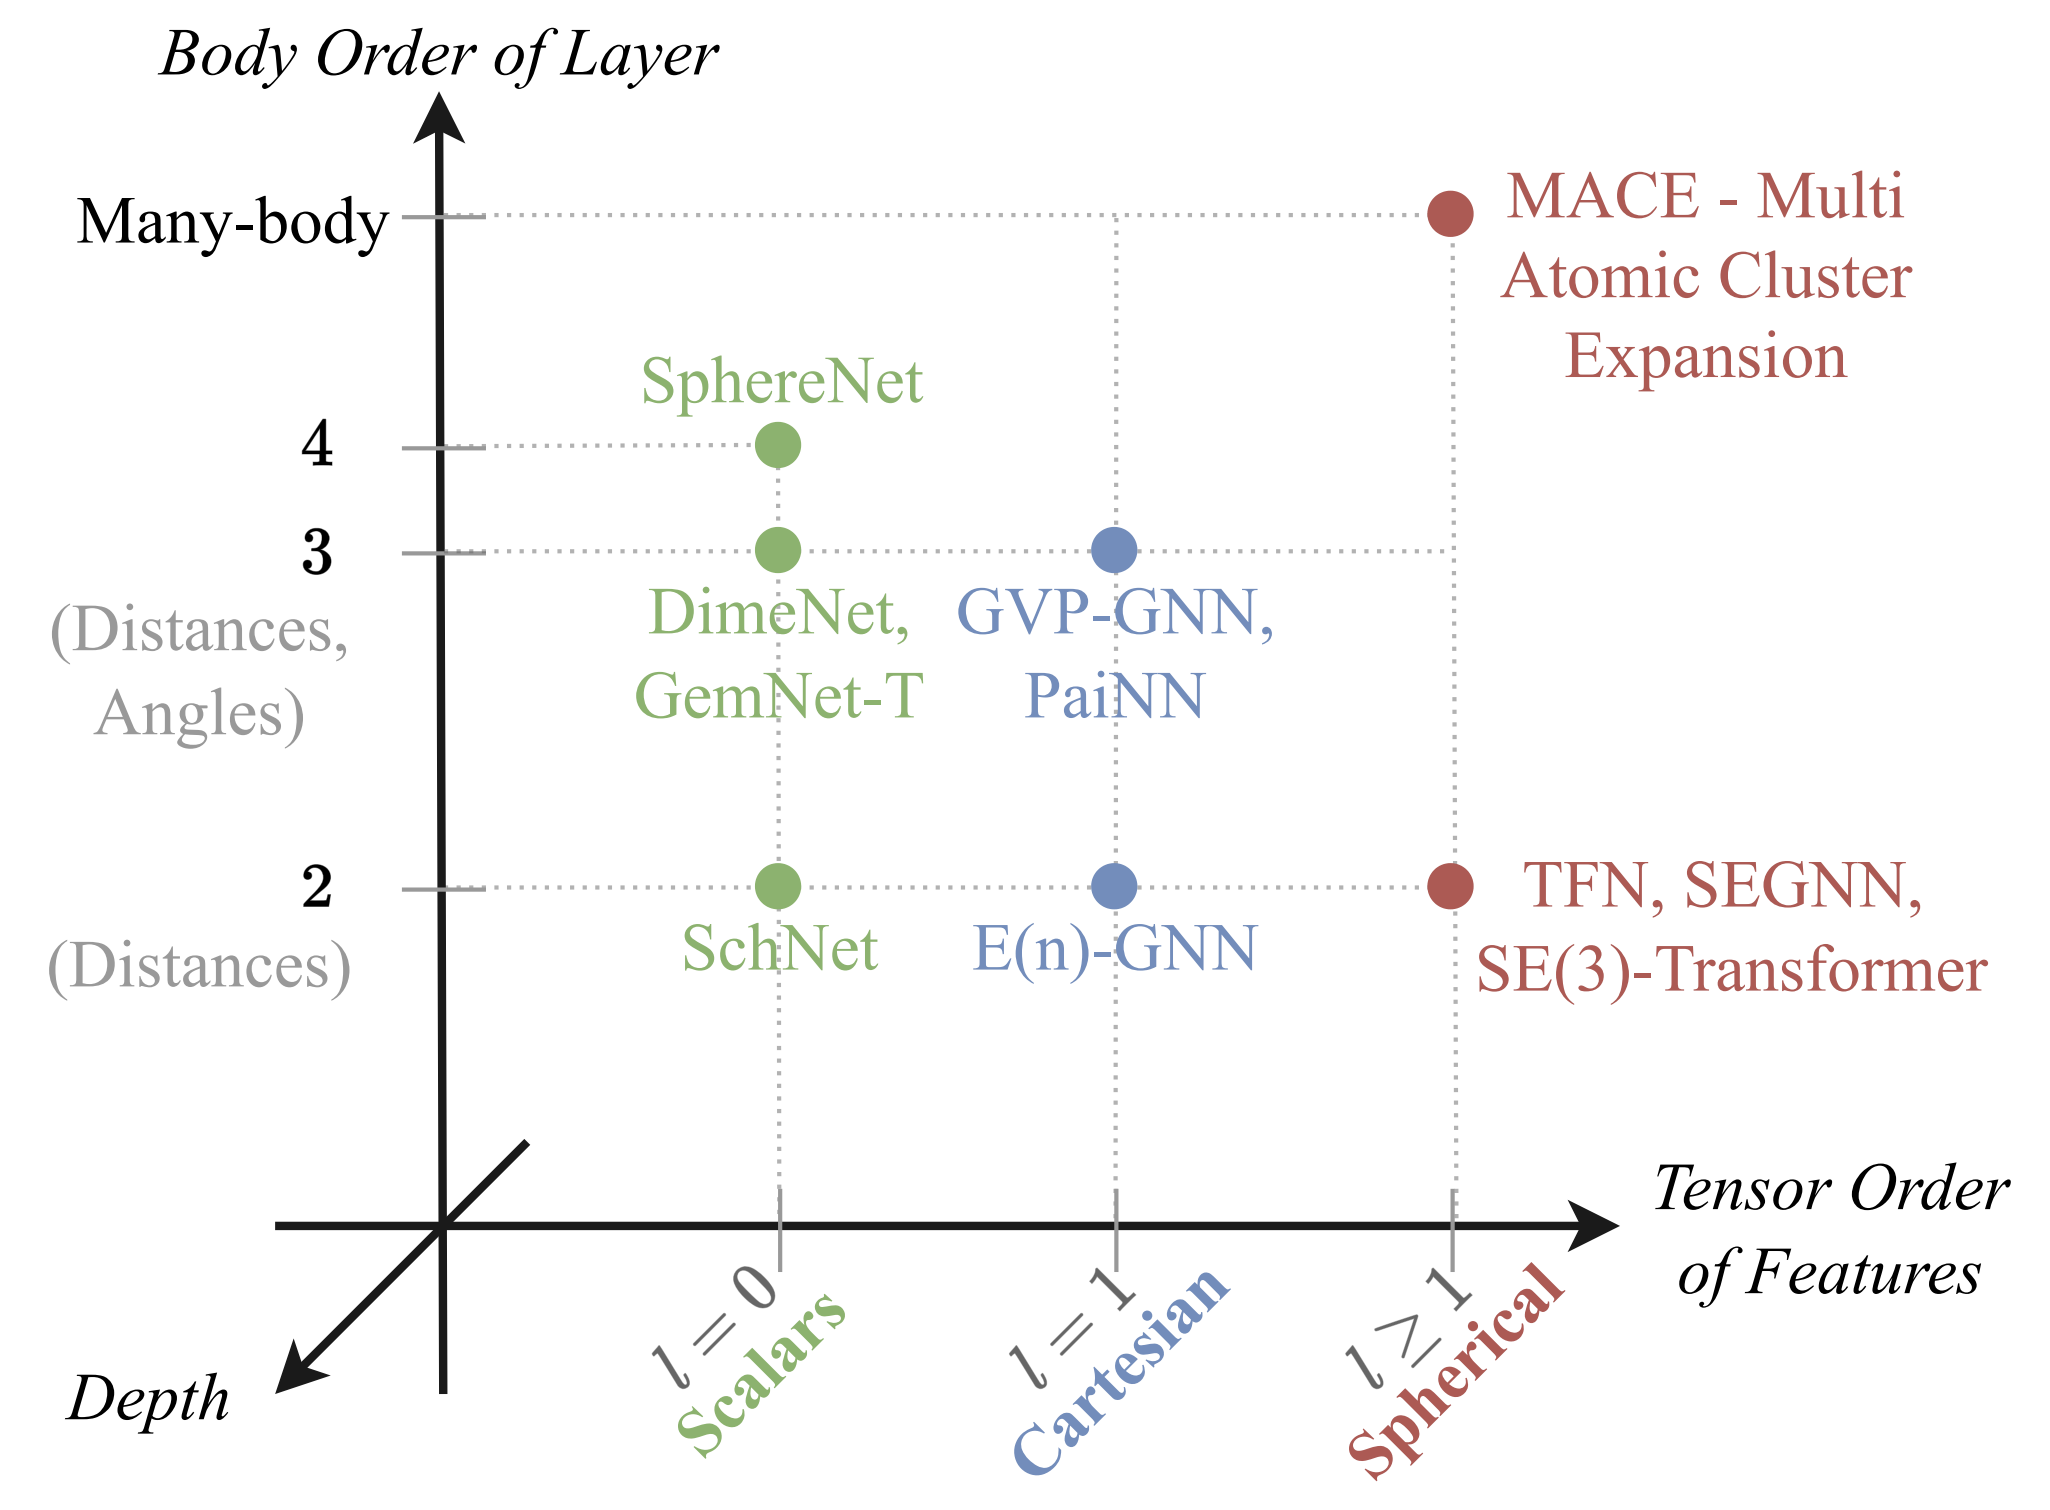 Body Order of Layer
Many-body
MACE - Multi
Atomic Cluster
Expansion
SphereNet
4
3
(Distances,
Angles)
DimeNet,
GemNet-T
GVP-GNN,
PaiNN
2
(Distances)
SchNet
E(n)-GNN
TFN, SEGNN,
SE(3)-Transformer
Tensor Order
of Features
Depth
l = 0
Scalars
l = 1
Cartesian
l ≥ 1
Spherical